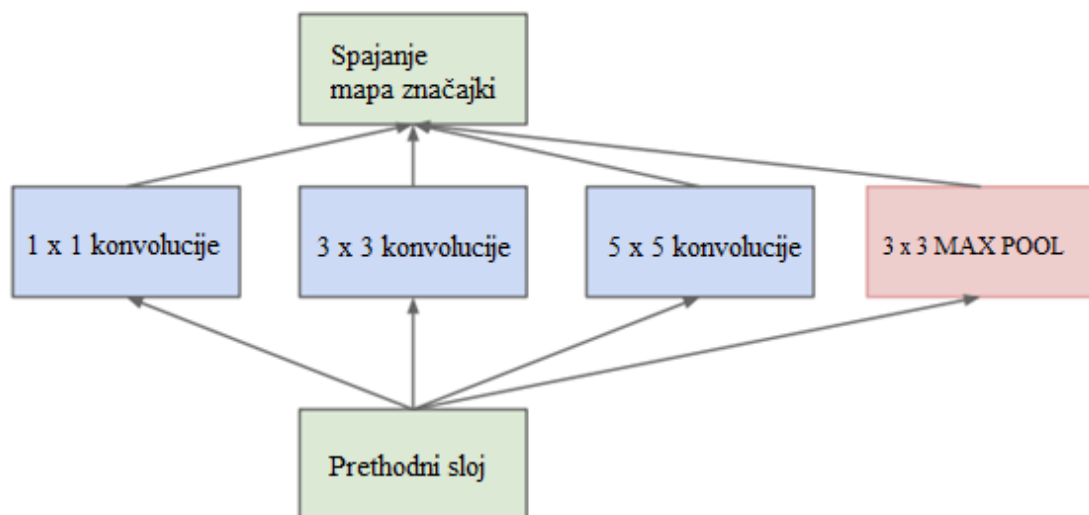 Spajanje
mapa značajki
1 x 1 konvolucije
3 x 3 konvolucije
5 x 5 konvolucije
3 x 3 MAX POOL
Prethodni sloj